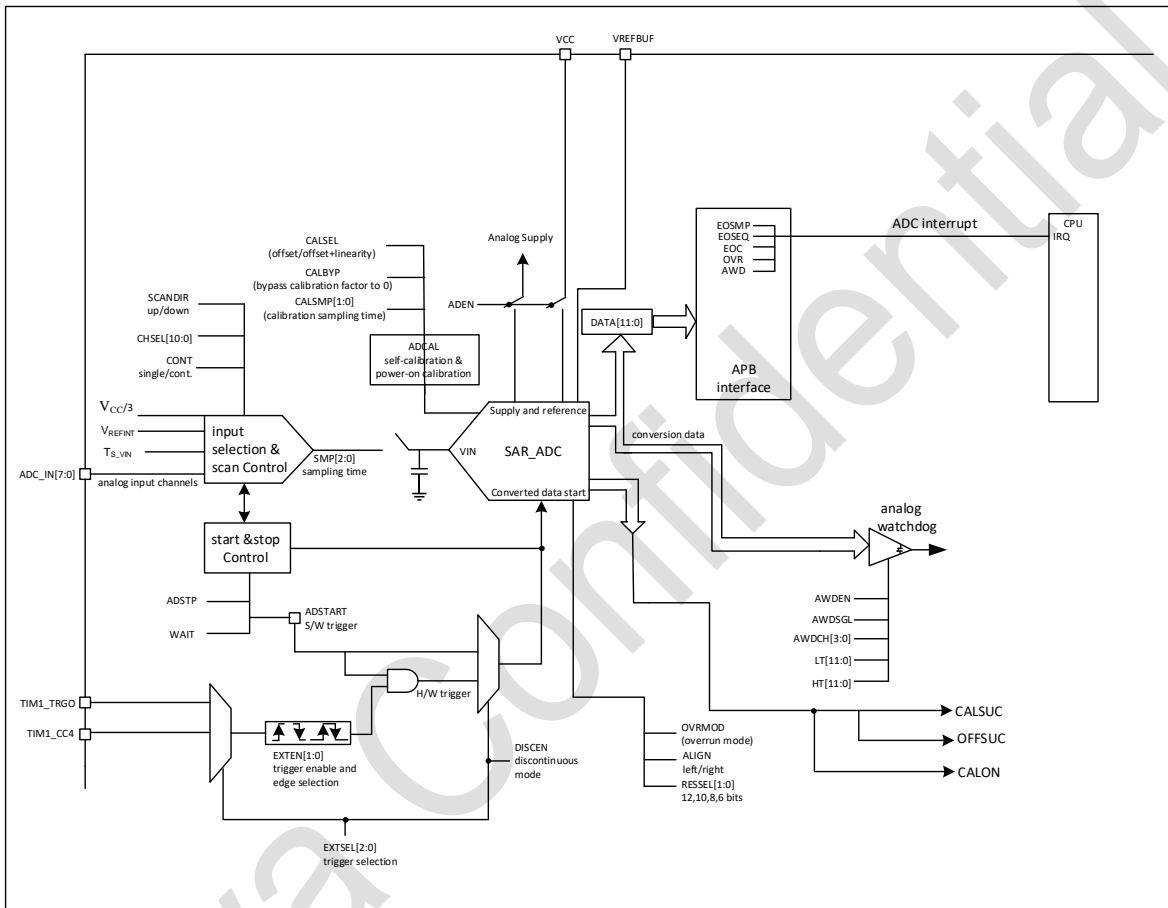 VCC
VREFBUF
CALSEL
(offset/offset+linearity)
CALBYP
(bypass calibration factor to 0)
CALSMP[1:0]
(calibration sampling time)
Analog Supply
ADEN
SCANDIR
up/down
CHSEL[10:0]
CONT
single/cont.
ADCAL
self-calibration &
power-on calibration
DATA[11:0]
EOSMP
EOSEQ
EOC
OVR
AWD
APB
interface
ADC interrupt
CPU
IRQ
VCC/3
VREFINT
TS_VIN
ADC_IN[7:0]
analog input channels
input
selection &
scan Control
SMP[2:0]
sampling time
Supply and reference
VIN
SAR_ADC
Converted data start
conversion data
analog
watchdog
start &stop
Control
ADSTP
WAIT
ADSTART
S/W trigger
H/W trigger
AWDEN
AWDSGL
AWDCH[3:0]
LT[11:0]
HT[11:0]
TIM1_TRGO
TIM1_CC4
EXTEN[1:0]
trigger enable and
edge selection
DISCEN
discontinuous
mode
OVRMOD
(overrun mode)
ALIGN
left/right
RESSEL[1:0]
12,10,8,6 bits
CALSUC
OFFSUC
CALON
EXTSEL[2:0]
trigger selection
va Confidential